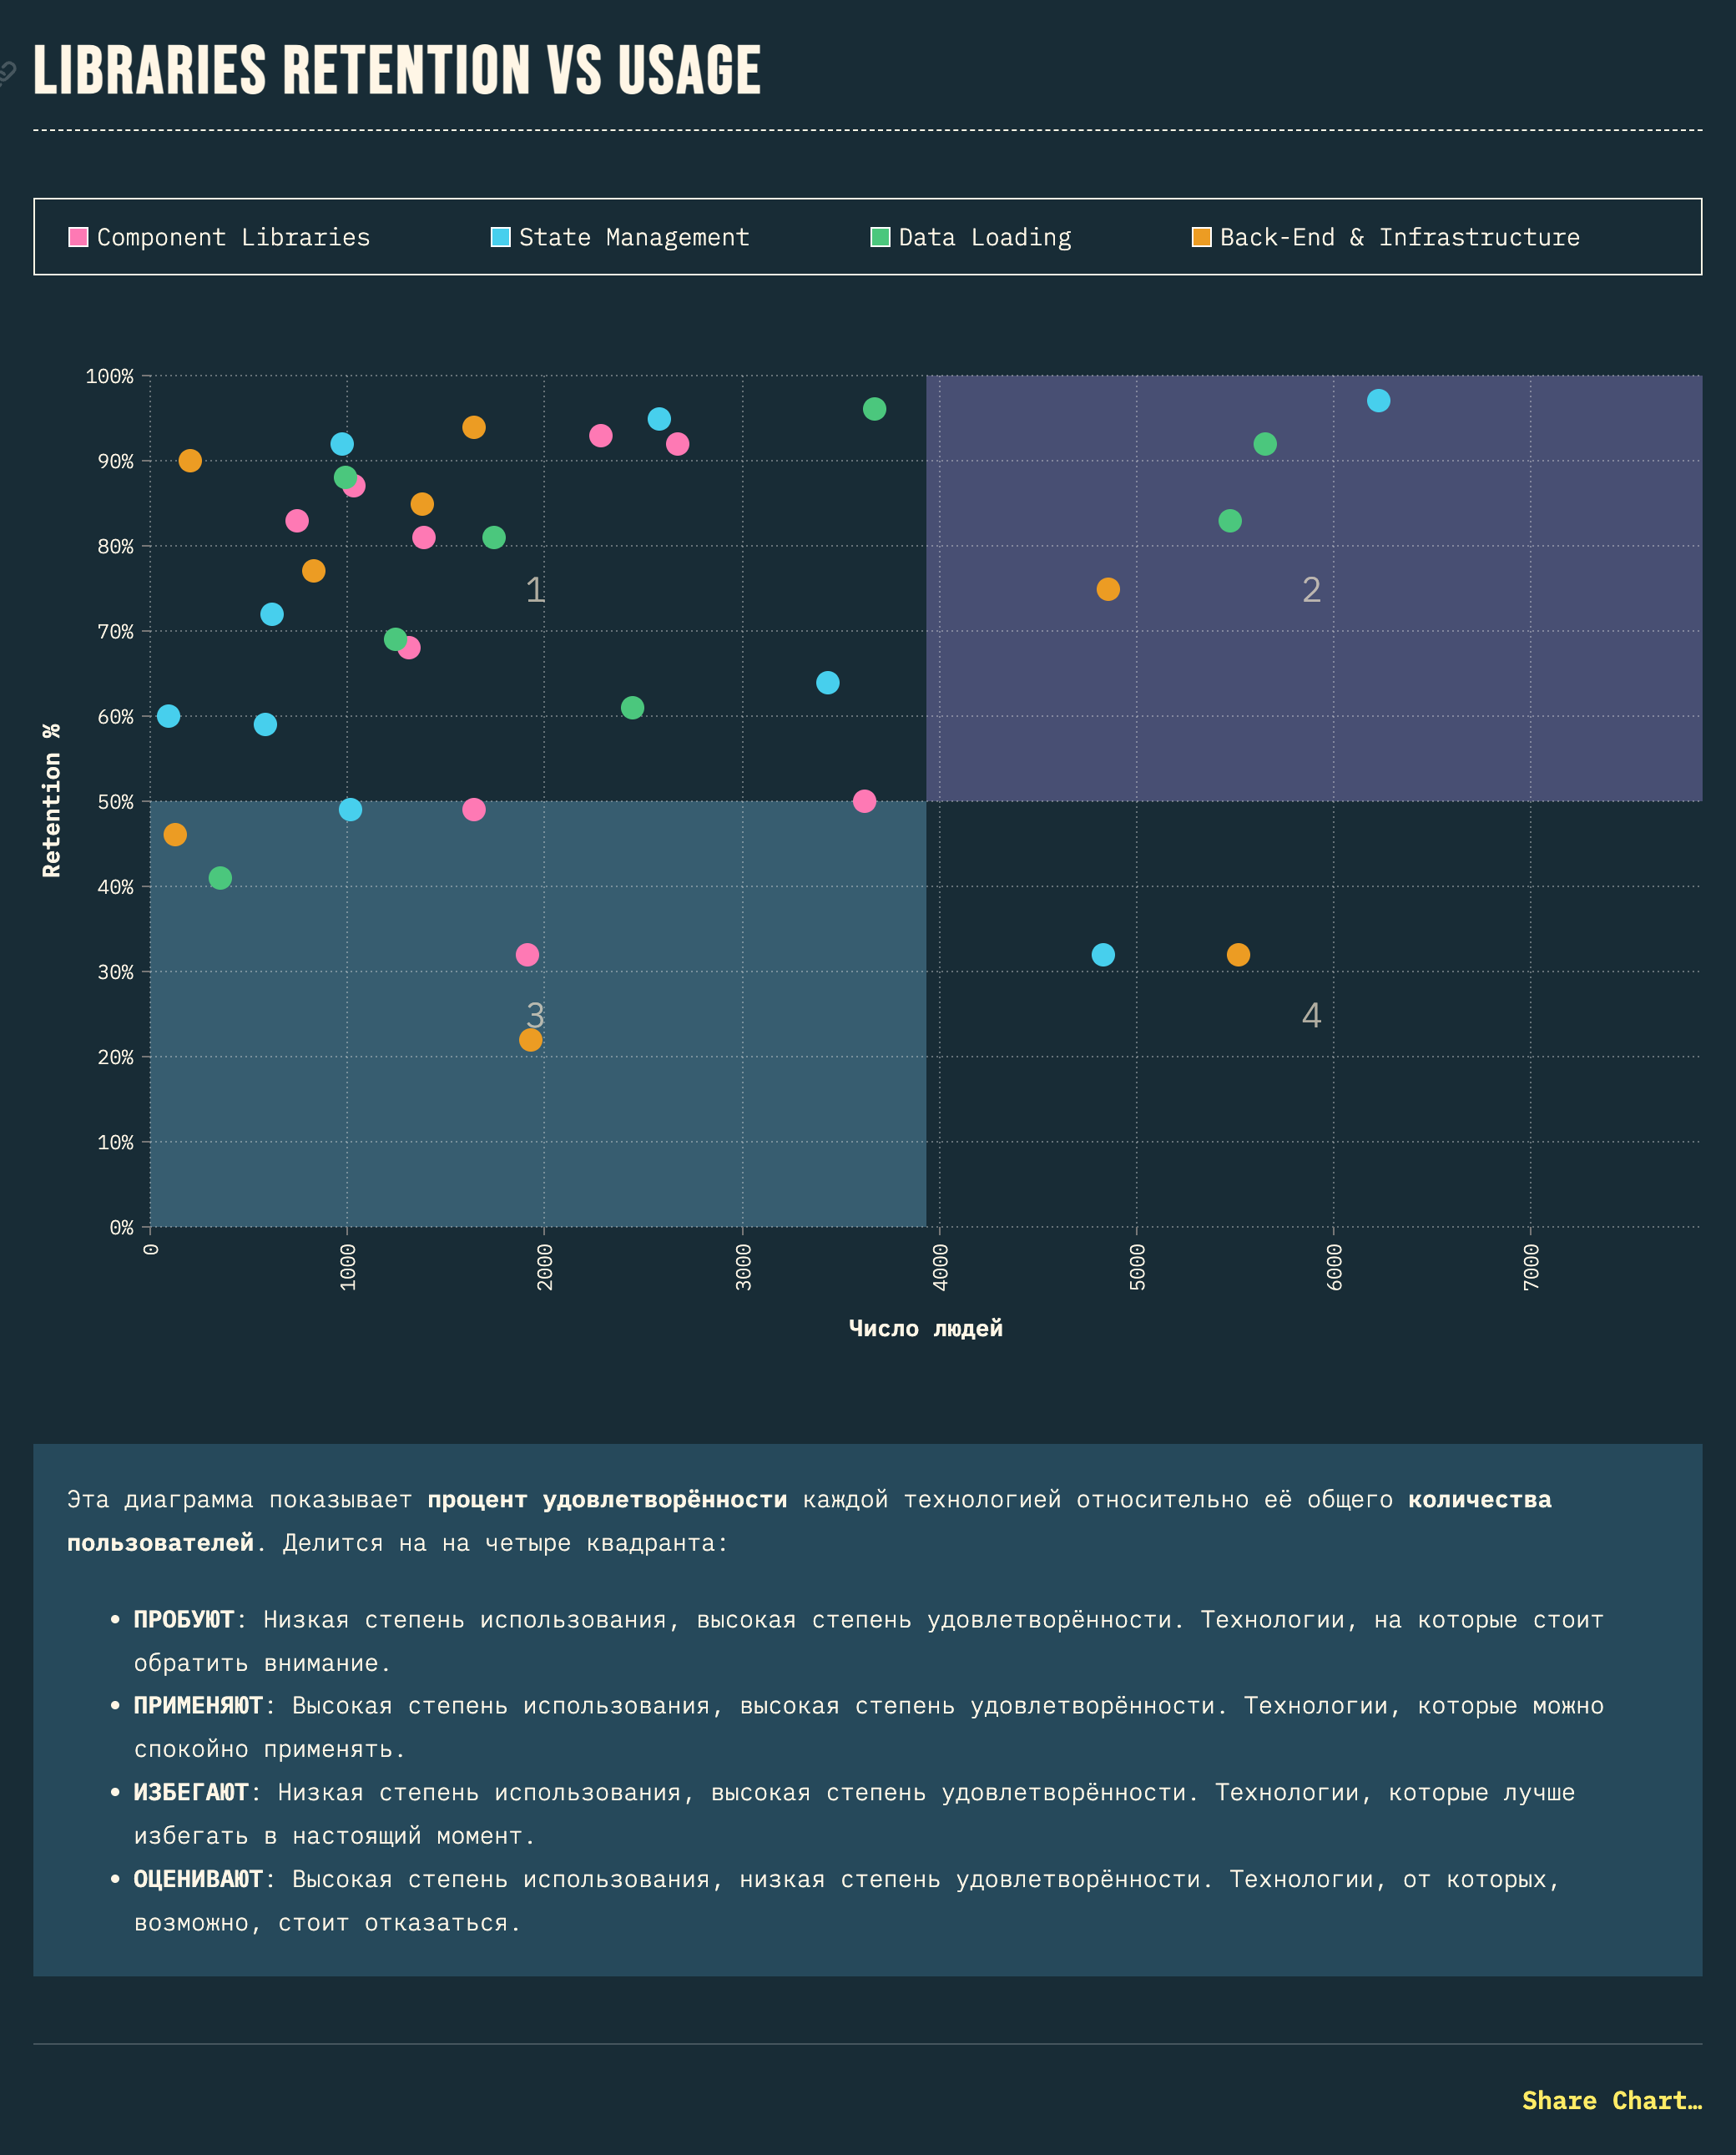 LIBRARIES RETENTION VS USAGE
Component Libraries
State Management
Data Loading
Back-End & Infrastructure
100%
90%
80%
70%
60%
50%
40%
30%
20%
10%
0%
Retention %
1
2
3
4
0
1000
2000
3000
4000
5000
6000
7000
Число людей
Эта диаграмма показывает процент удовлетворённости каждой технологией относительно её общего количества
пользователей. Делится на на четыре квадранта:
• ПРОБУЮТ: Низкая степень использования, высокая степень удовлетворённости. Технологии, на которые стоит
обратить внимание.
• ПРИМЕНЯЮТ: Высокая степень использования, высокая степень удовлетворённости. Технологии, которые можно
спокойно применять.
• ИЗБЕГАЮТ: Низкая степень использования, высокая степень удовлетворённости. Технологии, которые лучше
избегать в настоящий момент.
• ОЦЕНИВАЮТ: Высокая степень использования, низкая степень удовлетворённости. Технологии, от которых,
возможно, стоит отказаться.
Share Chart…